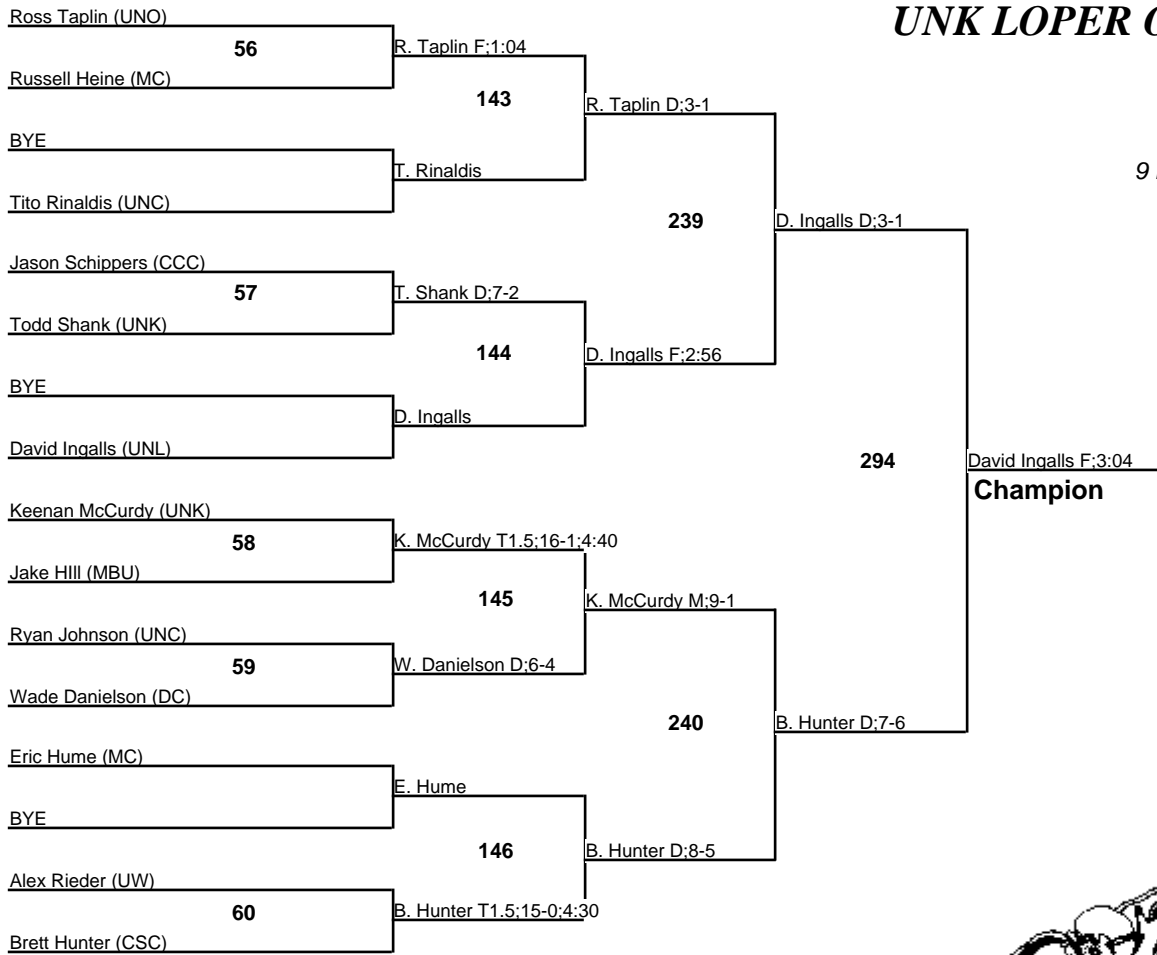 UNK LOPER
Ross Taplin (UNO)
56
Russell Heine (MC)
R. Taplin F;1:04
143
R. Taplin D;3-1
BYE
T. Rinaldis
Tito Rinaldis (UNC)
9
239
D. Ingalls D;3-1
Jason Schippers (CCC)
57
T. Shank D;7-2
Todd Shank (UNK)
144
D. Ingalls F;2:56
BYE
D. Ingalls
David Ingalls (UNL)
294
David Ingalls F;3:04
Champion
Keenan McCurdy (UNK)
58
K. McCurdy T1.5;16-1;4:40
Jake HIll (MBU)
145
K. McCurdy M;9-1
Ryan Johnson (UNC)
59
W. Danielson D;6-4
Wade Danielson (DC)
240
B. Hunter D;7-6
Eric Hume (MC)
E. Hume
BYE
146
B. Hunter D;8-5
Alex Rieder (UW)
60
B. Hunter T1.5;15-0;4:30
Brett Hunter (CSC)